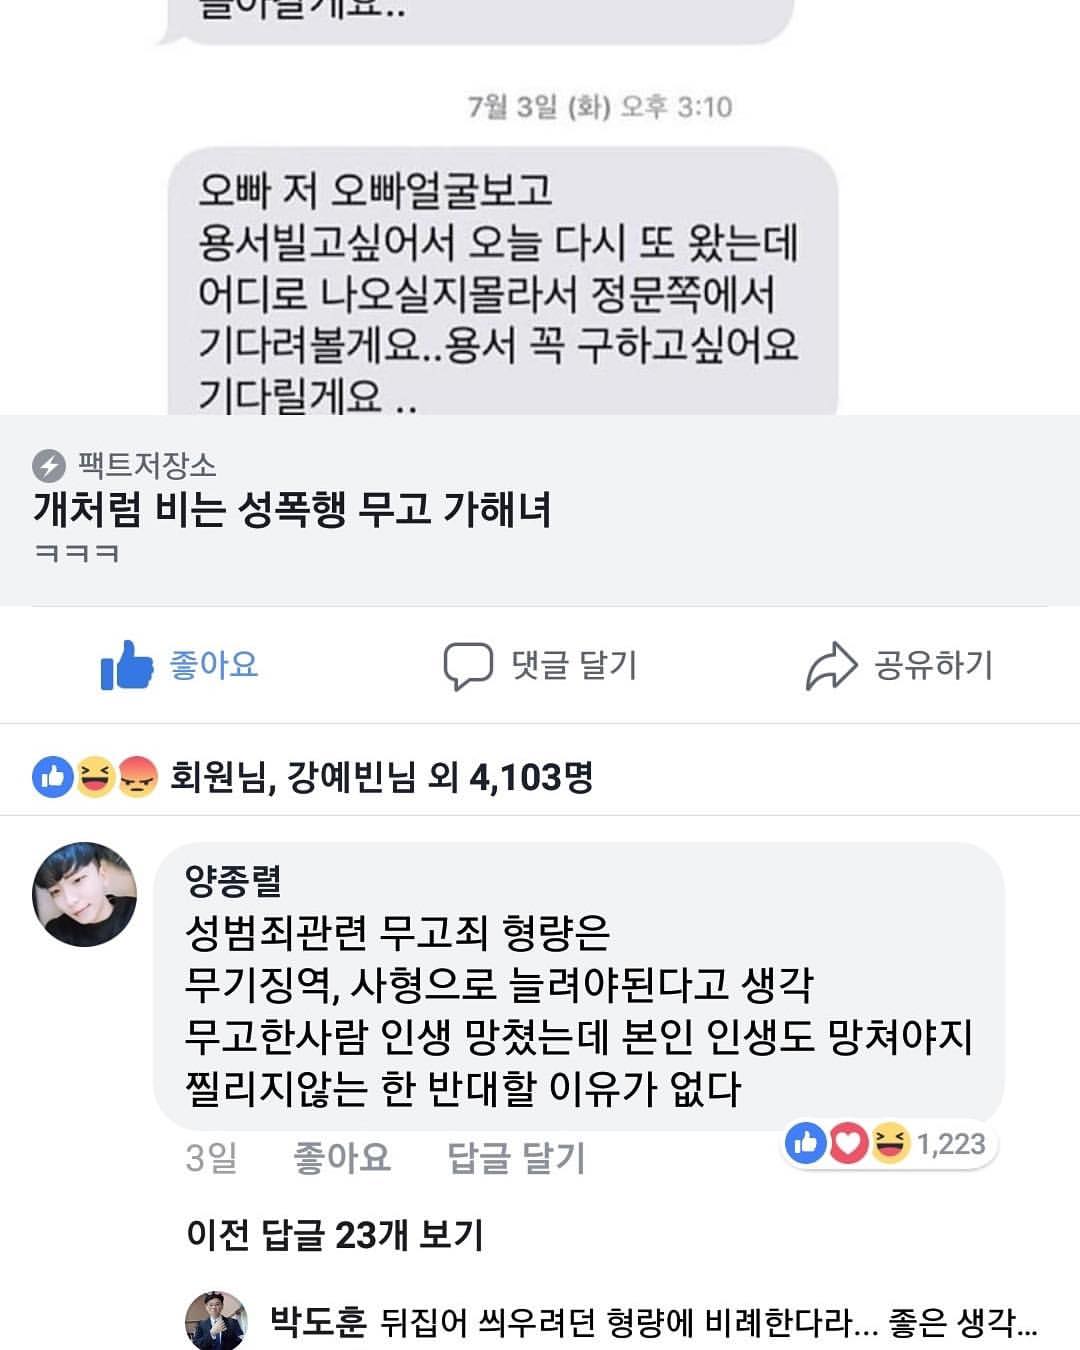 돌아갈게요..
7월 3일 (화) 오후 3:10
오빠 저 오빠얼굴보고
용서빌고싶어서 오늘 다시 또 왔는데
어디로 나오실지몰라서 정문쪽에서
기다려볼게요..용서 꼭 구하고싶어요
기다릴게요 ..
팩트저장소
개처럼 비는 성폭행 무고 가해녀
ㅋㅋㅋ
좋아요 댓글 달기 공유하기
회원님, 강예빈님 외 4,103명
양종렬
성범죄관련 무고죄 형량은
무기징역, 사형으로 늘려야된다고 생각
무고한사람 인생 망쳤는데 본인 인생도 망쳐야지
찔리지않는 한 반대할 이유가 없다
3일 좋아요 답글 달기 1,223
이전 답글 23개 보기
박도훈 뒤집어 씌우려던 형량에 비례한다라... 좋은 생각...